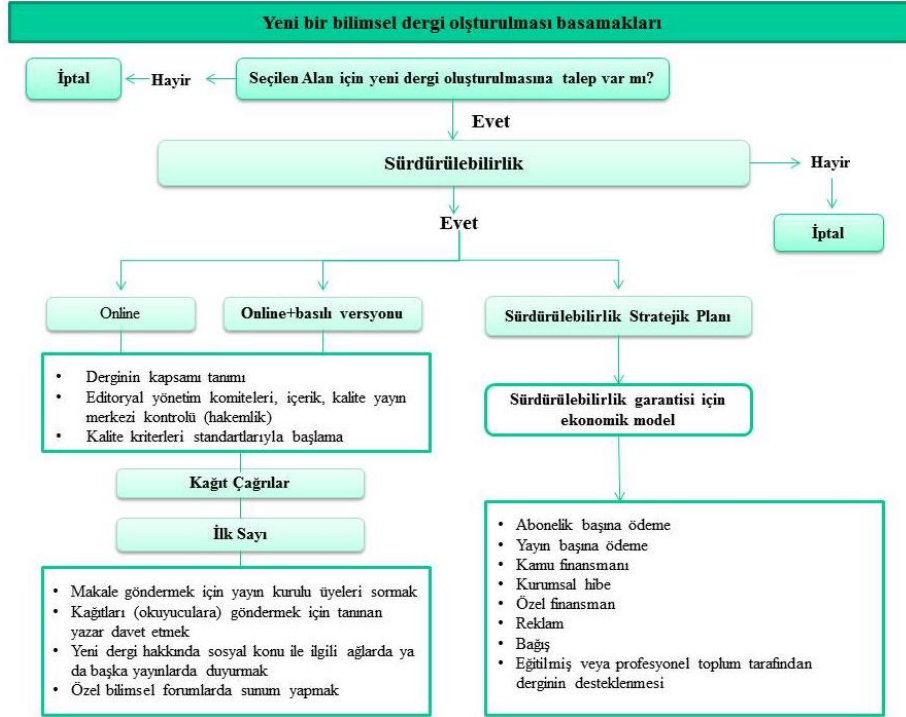 Yeni bir bilimsel dergi olşturulması basamakları
İptal
Hayir
Seçilen Alan için yeni dergi oluşturulmasına talep var mı?
Evet
Sürdürülebilirlik
Hayir
Evet
İptal
Online
Online+basılı versyonu
Sürdürülebilirlik Stratejik Planı
• Derginin kapsamı tanımı
• Editoryal yönetim komiteleri, içerik, kalite yayın
merkezi kontrolü (hakemlik)
• Kalite kriterleri standartlarıyla başlama
Sürdürülebilirlik garantisi için
ekonomik model
Kağıt Çağrılar
İlk Sayı
• Makale göndermek için yayın kurulu üyeleri sormak
• Kağıtları (okuyuculara) göndermek için tanınan
yazar davet etmek
• Yeni dergi hakkında sosyal konu ile ilgili ağlarda ya
da başka yayınlarda duyurmak
• Özel bilimsel forumlarda sunum yapmak
• Abonelik başına ödeme
• Yayın başına ödeme
• Kamu finansmanı
• Kurumsal hibe
• Özel finansman
• Reklam
• Bağış
• Eğitilmiş veya profesyonel toplum tarafından
derginin desteklenmesi